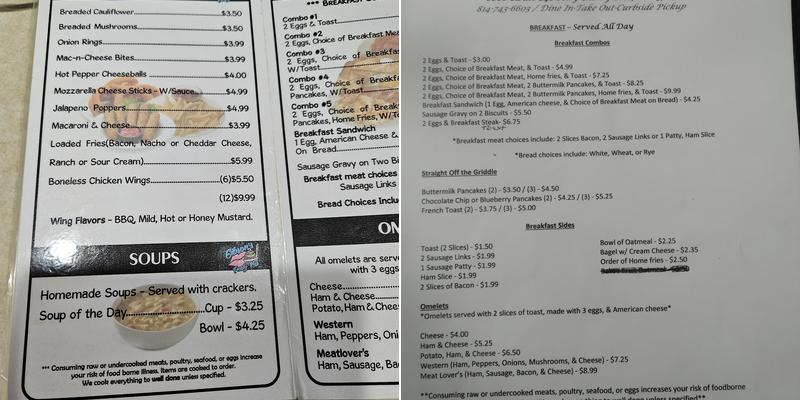 Breaded Cauliflower...............$3.50
Breaded Mushrooms...............$3.50
Onion Rings...............$3.99
Mac-n-Cheese Bites...............$3.99
Hot Pepper Cheeseballs ...............$4.00
Mozzarella Cheese Sticks - W/Sauce...............$4.99
Jalapeno Poppers...............$4.99
Macaroni & Cheese...............$3.99
Loaded Fries(Bacon, Nacho or Cheddar Cheese,
Ranch or Sour Cream)...............$5.99
Boneless Chicken Wings...............(6)$5.50
(12)$9.99
Wing Flavors - BBQ, Mild, Hot or Honey Mustard.
SOUPS
Homemade Soups - Served with crackers.
Soup of the Day...............Cup - $3.25
Bowl - $4.25
*** Consuming raw or undercooked meats, poultry, seafood, or eggs increase
your risk of food borne illness. Items are cooked to order.
We cook everything to well done unless specified.
*** BREAKFAST
Combo #1
2 Eggs & Toast
Combo #2
2 Eggs, Choice of Breakfast Mea
Combo #3
2 Eggs, Choice of Breakfas
W/Toast
Combo #4
2 Eggs, Choice of Breakf
Pancakes, W/Toast
Combo #5
2 Eggs, Choice of Break
Pancakes, Home Fries, W/To
Breakfast Sandwich
1 Egg, American Cheese &
On Bread
Sausage Gravy on Two Bi
Breakfast meat choices
Sausage Links
Bread Choices Inclu
OM
All omelets are serv
with 3 eggs
Cheese
Ham & Cheese
Potato, Ham & Chee
Western
Ham, Peppers, Oni
Meatlover's
Ham, Sausage, Ba
814-743-6603 / Dine In-Take Out-Curbside Pickup
BREAKFAST – Served All Day
Breakfast Combos
2 Eggs & Toast - $3.00
2 Eggs, Choice of Breakfast Meat, & Toast - $4.99
2 Eggs, Choice of Breakfast Meat, Home fries, & Toast - $7.25
2 Eggs, Choice of Breakfast Meat, 2 Buttermilk Pancakes, & Toast - $8.25
2 Eggs, Choice of Breakfast Meat, 2 Buttermilk Pancakes, Home fries, & Toast - $9.99
Breakfast Sandwich (1 Egg, American cheese, & Choice of Breakfast Meat on Bread) - $4.25
Sausage Gravy on 2 Biscuits - $5.50
2 Eggs & Breakfast Steak- $6.75
*Breakfast meat choices include: 2 Slices Bacon, 2 Sausage Links or 1 Patty, Ham Slice
*Bread choices include: White, Wheat, or Rye
Straight Off the Griddle
Buttermilk Pancakes (2) - $3.50 / (3) - $4.50
Chocolate Chip or Blueberry Pancakes (2) - $4.25 / (3) - $5.25
French Toast (2) - $3.75 / (3) - $5.00
Breakfast Sides
Toast (2 Slices) - $1.50
2 Sausage Links - $1.99
1 Sausage Patty - $1.99
Ham Slice - $1.99
2 Slices of Bacon - $1.99
Bowl of Oatmeal - $2.25
Bagel w/ Cream Cheese - $2.35
Order of Home fries - $2.50
Omelets
*Omelets served with 2 slices of toast, made with 3 eggs, & American cheese*
Cheese - $4.00
Ham & Cheese - $5.25
Potato, Ham, & Cheese - $6.50
Western (Ham, Peppers, Onions, Mushrooms, & Cheese) - $7.25
Meat Lover's (Ham, Sausage, Bacon, & Cheese) - $8.99
**Consuming raw or undercooked meats, poultry, seafood, or eggs increases your risk of foodborne